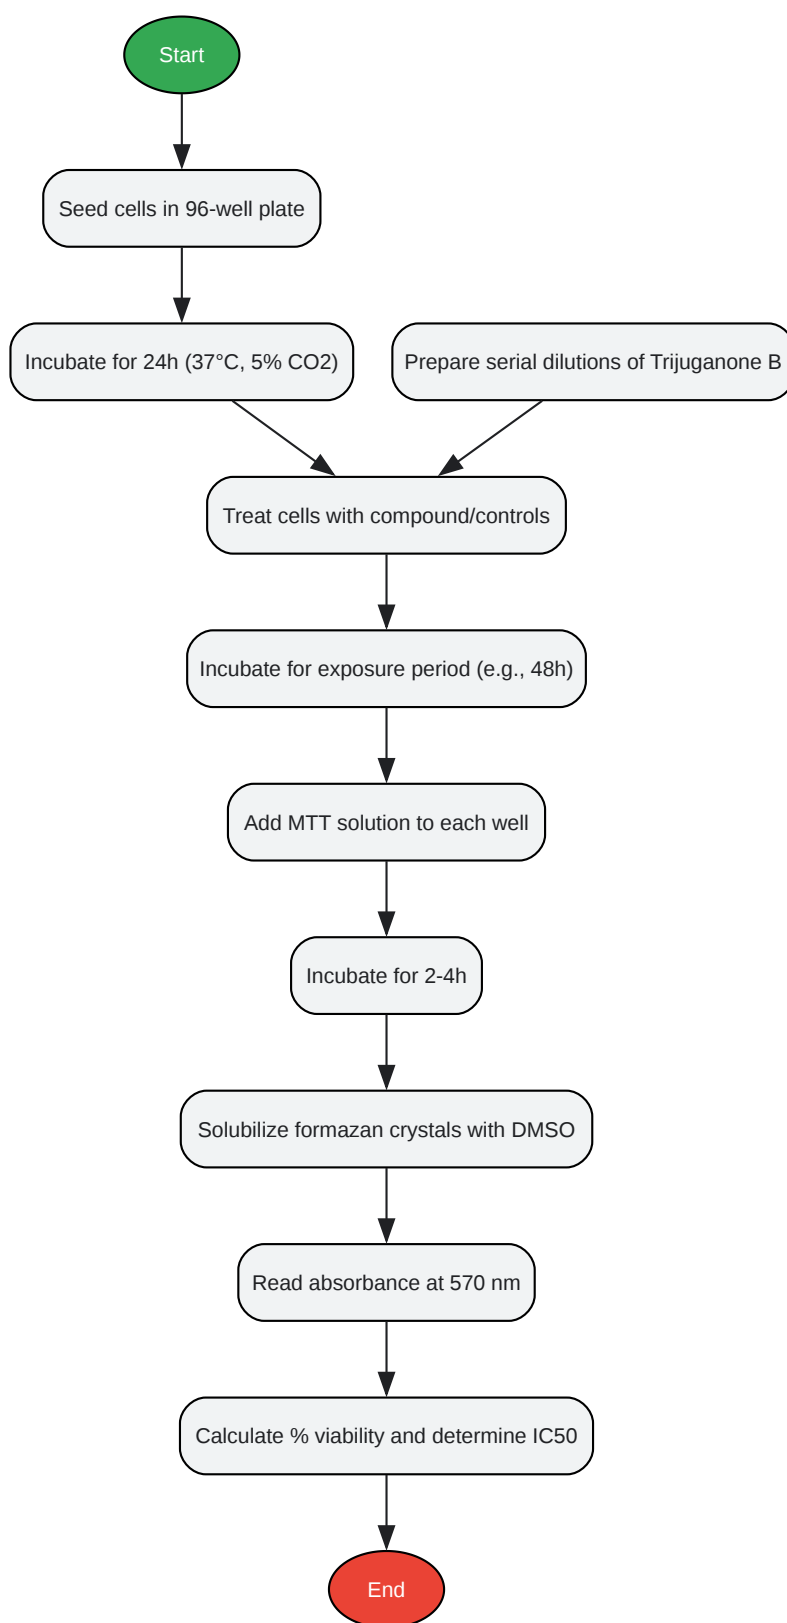 Start
Seed cells in 96-well plate
Incubate for 24h (37°C, 5% CO2)
Prepare serial dilutions of Trijuganone B
Treat cells with compound/controls
Incubate for exposure period (e.g., 48h)
Add MTT solution to each well
Incubate for 2-4h
Solubilize formazan crystals with DMSO
Read absorbance at 570 nm
Calculate % viability and determine IC50
End